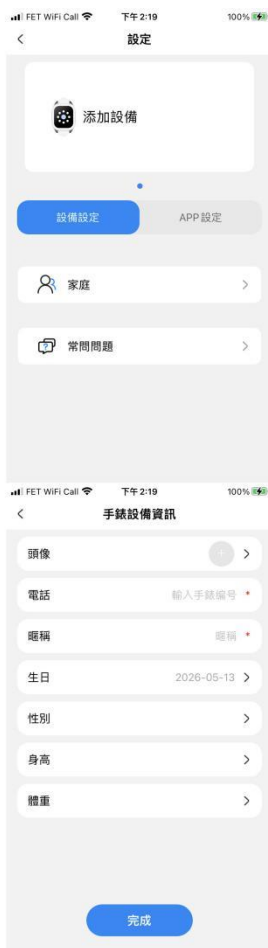 FET WiFi Call 下午 2:19 100%
設定
添加設備
設備設定 APP 設定
家庭
常問問題
FET WiFi Call 下午 2:19 100%
手錶設備資訊
頭像
電話 輸入手錶編号 *
暱稱 暱稱 *
生日 2026-05-13
性別
身高
體重
完成